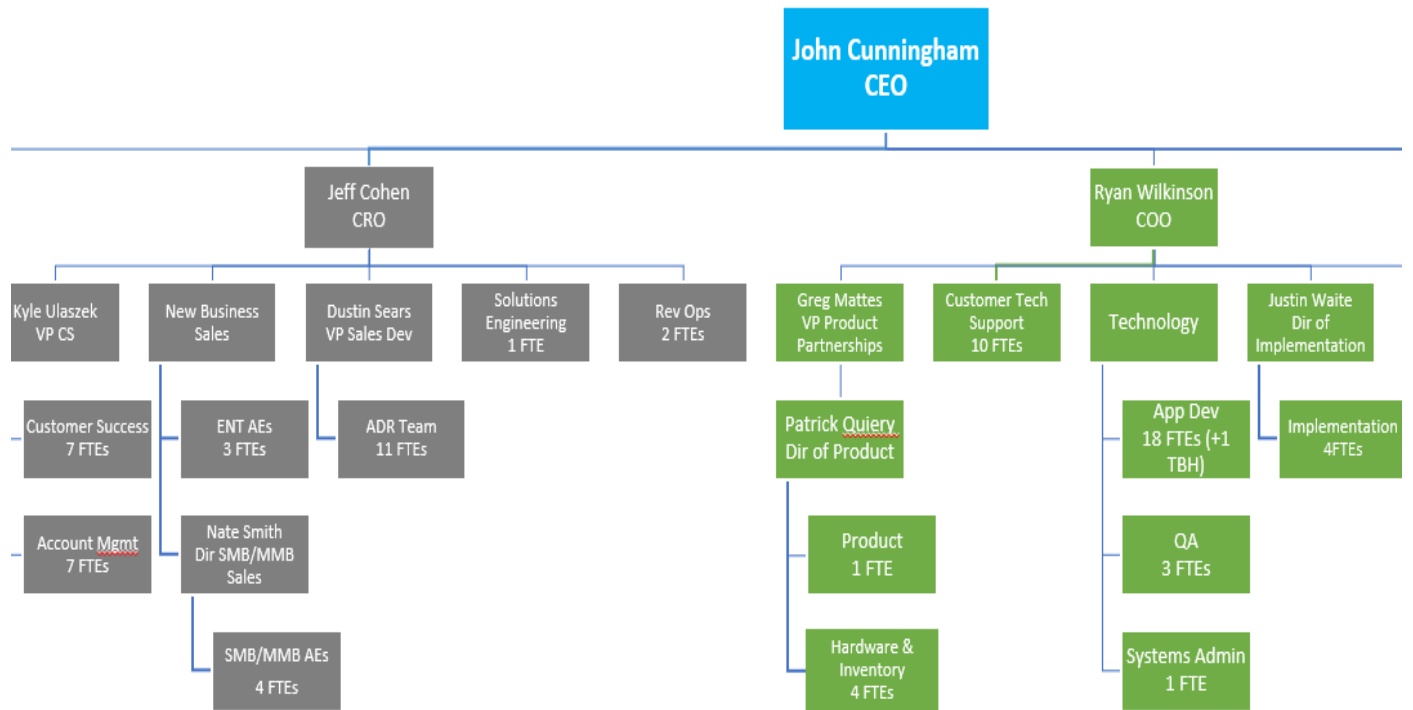 John Cunningham
CEO
Jeff Cohen
CRO
Ryan Wilkinson
COO
Kyle Ulaszek
VP CS
New Business
Sales
Dustin Sears
VP Sales Dev
Solutions
Engineering
1 FTE
Rev Ops
2 FTEs
Greg Mattes
VP Product
Partnerships
Customer Tech
Support
10 FTEs
Technology
Justin Waite
Dir of
Implementation
Customer Success
7 FTEs
ENT AEs
3 FTEs
ADR Team
11 FTEs
Patrick Quiery
Dir of Product
App Dev
18 FTEs (+1
TBH)
Implementation
4FTEs
Account Mgmt
7 FTEs
Nate Smith
Dir SMB/MMB
Sales
Product
1 FTE
QA
3 FTEs
SMB/MMB AEs
4 FTEs
Hardware &
Inventory
4 FTEs
Systems Admin
1 FTE